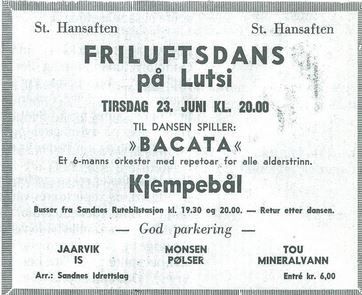 St. Hansaften St. Hansaften
FRILUFTSDANS
på Lutsi
TIRSDAG 23. JUNI KL. 20.00
TIL DANSEN SPILLER:
»BACATA«
Et 6-manns orkester med repetoar for alle alderstrinn.
Kjempebål
Busser fra Sandnes Rutebilstasjon kl. 19.30 og 20.00. — Retur etter dansen.
— God parkering —
JAARVIK MONSEN TOU
IS PØLSER MINERALVANN
Arr.: Sandnes Idrettslag Entré kr. 6,00